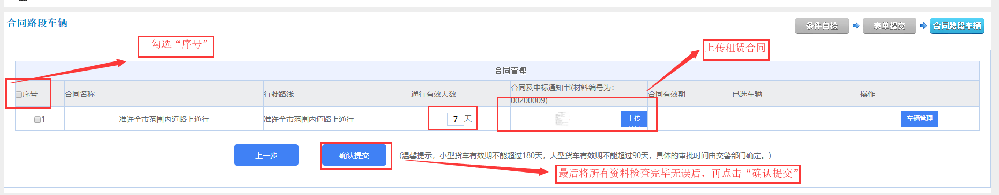 合同路段车辆
条件自检
表单提交
合同路段车辆
勾选“序号”
上传租赁合同
合同管理
序号
合同名称
行驶路线
通行有效天数
合同及中标通知书(材料编号为：
00200009)
合同有效期
已选车辆
操作
1
准许全市范围内道路上通行
准许全市范围内道路上通行
7 天
上传
车辆管理
上一步
确认提交
(温馨提示，小型货车有效期不能超过180天，大型货车有效期不能超过90天，具体的审批时间由交警部门确定。)
最后将所有资料检查完毕无误后，再点击“确认提交”